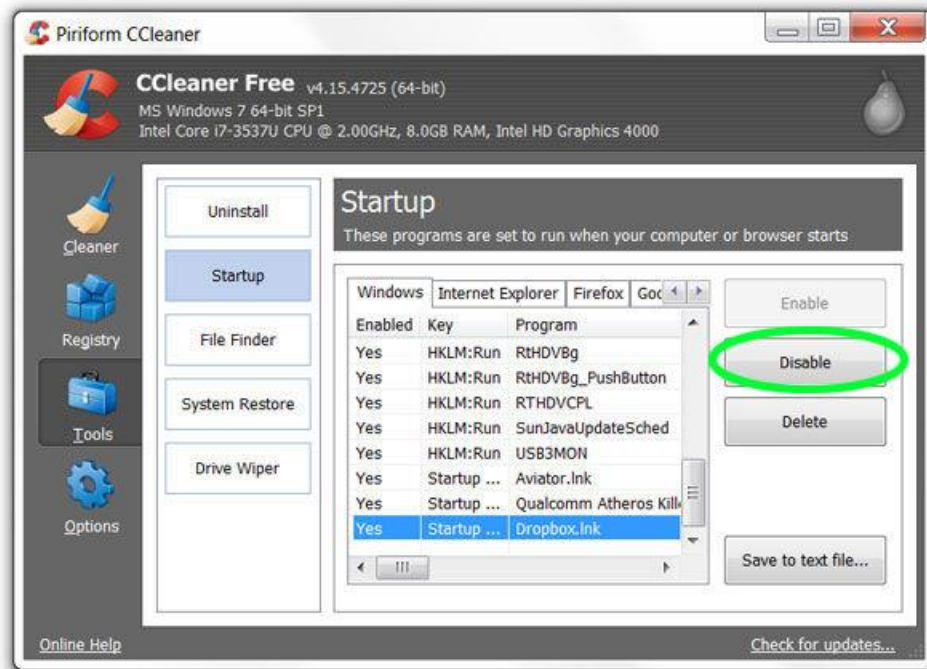 Piriform CCleaner
CCleaner Free v4.15.4725 (64-bit)
MS Windows 7 64-bit SP1
Intel Core i7-3537U CPU @ 2.00GHz, 8.0GB RAM, Intel HD Graphics 4000
Cleaner
Registry
Tools
Options
Uninstall
Startup
File Finder
System Restore
Drive Wiper
Startup
These programs are set to run when your computer or browser starts
Windows Internet Explorer Firefox Goo
Enabled Key Program
Yes HKLM:Run RtHDVBg
Yes HKLM:Run RtHDVBg_PushButton
Yes HKLM:Run RTHDVCPL
Yes HKLM:Run SunJavaUpdateSched
Yes HKLM:Run USB3MON
Yes Startup ... Aviator.lnk
Yes Startup ... Qualcomm Atheros Kille
Yes Startup ... Dropbox.lnk
Enable
Disable
Delete
Save to text file...
Online Help
Check for updates...